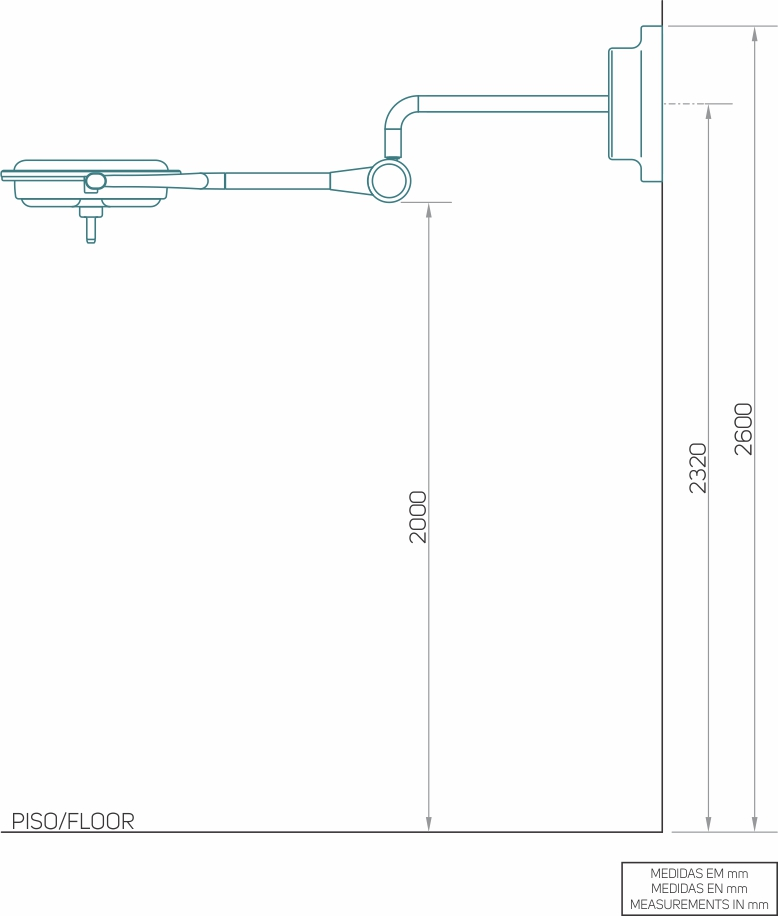 2600
2320
2000
PISO/FLOOR
MEDIDAS EM mm
MEDIDAS EN mm
MEASUREMENTS IN mm